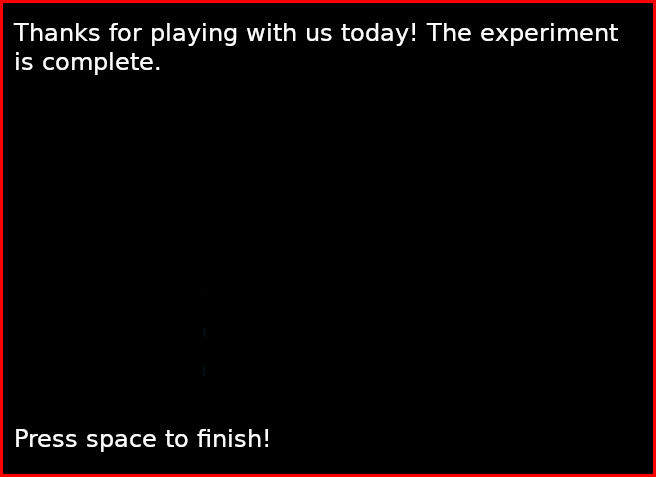 Thanks for playing with us today! The experiment
is complete.
Press space to finish!